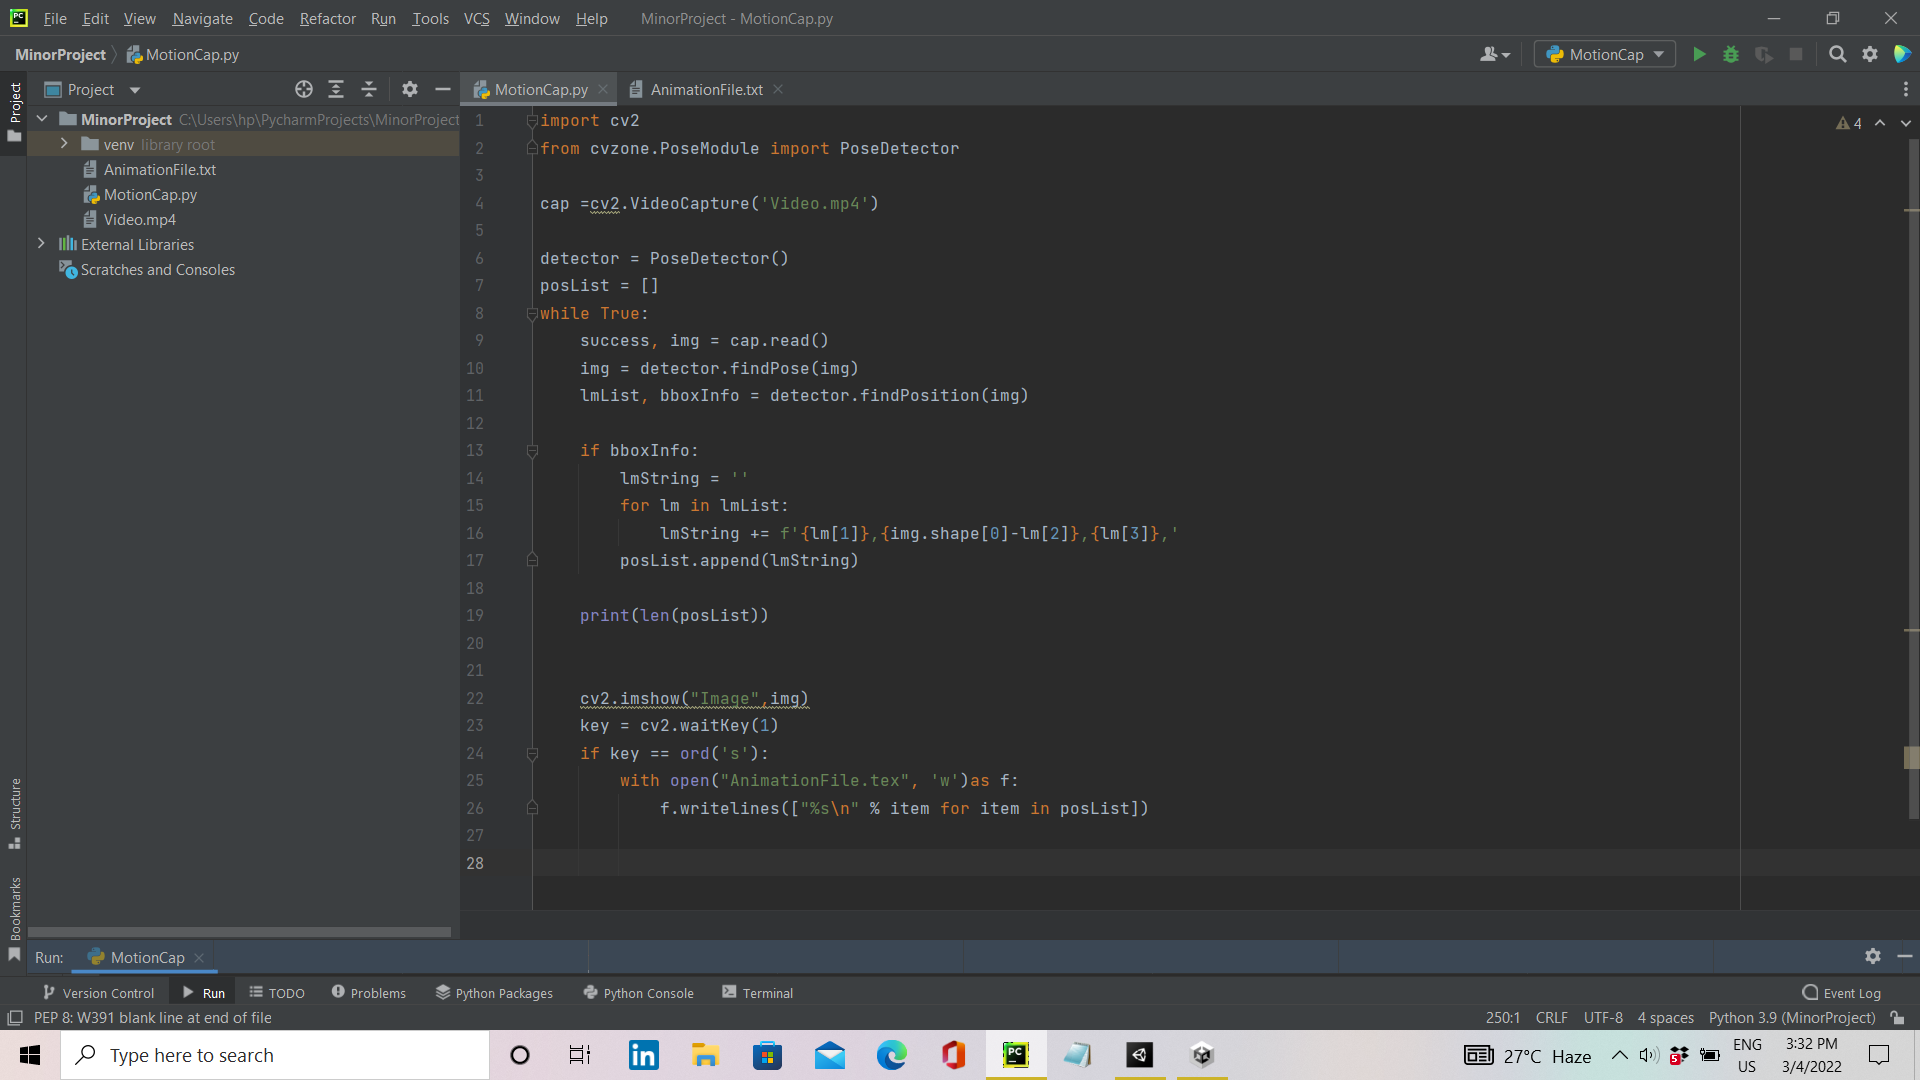 File Edit View Navigate Code Refactor Run Tools VCS Window Help MinorProject - MotionCap.py
MinorProject MotionCap.py MotionCap
Project
Project
MotionCap.py
AnimationFile.txt
MinorProject C:\Users\hp\PycharmProjects\MinorProject
venv library root
AnimationFile.txt
MotionCap.py
Video.mp4
External Libraries
Scratches and Consoles
4
1 import cv2
2 from cvzone.PoseModule import PoseDetector
3
4 cap =cv2.VideoCapture('Video.mp4')
5
6 detector = PoseDetector()
7 posList = []
8 while True:
9 success, img = cap.read()
10 img = detector.findPose(img)
11 lmList, bboxInfo = detector.findPosition(img)
12
13 if bboxInfo:
14 lmString = ''
15 for lm in lmList:
16 lmString += f'{lm[1]},{img.shape[0]-lm[2]},{lm[3]},'
17 posList.append(lmString)
18
19 print(len(posList))
20
21
22 cv2.imshow("Image",img)
23 key = cv2.waitKey(1)
24 if key == ord('s'):
25 with open("AnimationFile.tex", 'w')as f:
26 f.writelines(["%s\n" % item for item in posList])
27
28
Structure
Bookmarks
Run: MotionCap
Version Control Run TODO Problems Python Packages Python Console Terminal Event Log
PEP 8: W391 blank line at end of file 250:1 CRLF UTF-8 4 spaces Python 3.9 (MinorProject)
Type here to search
27°C Haze
ENG
US
3:32 PM
3/4/2022